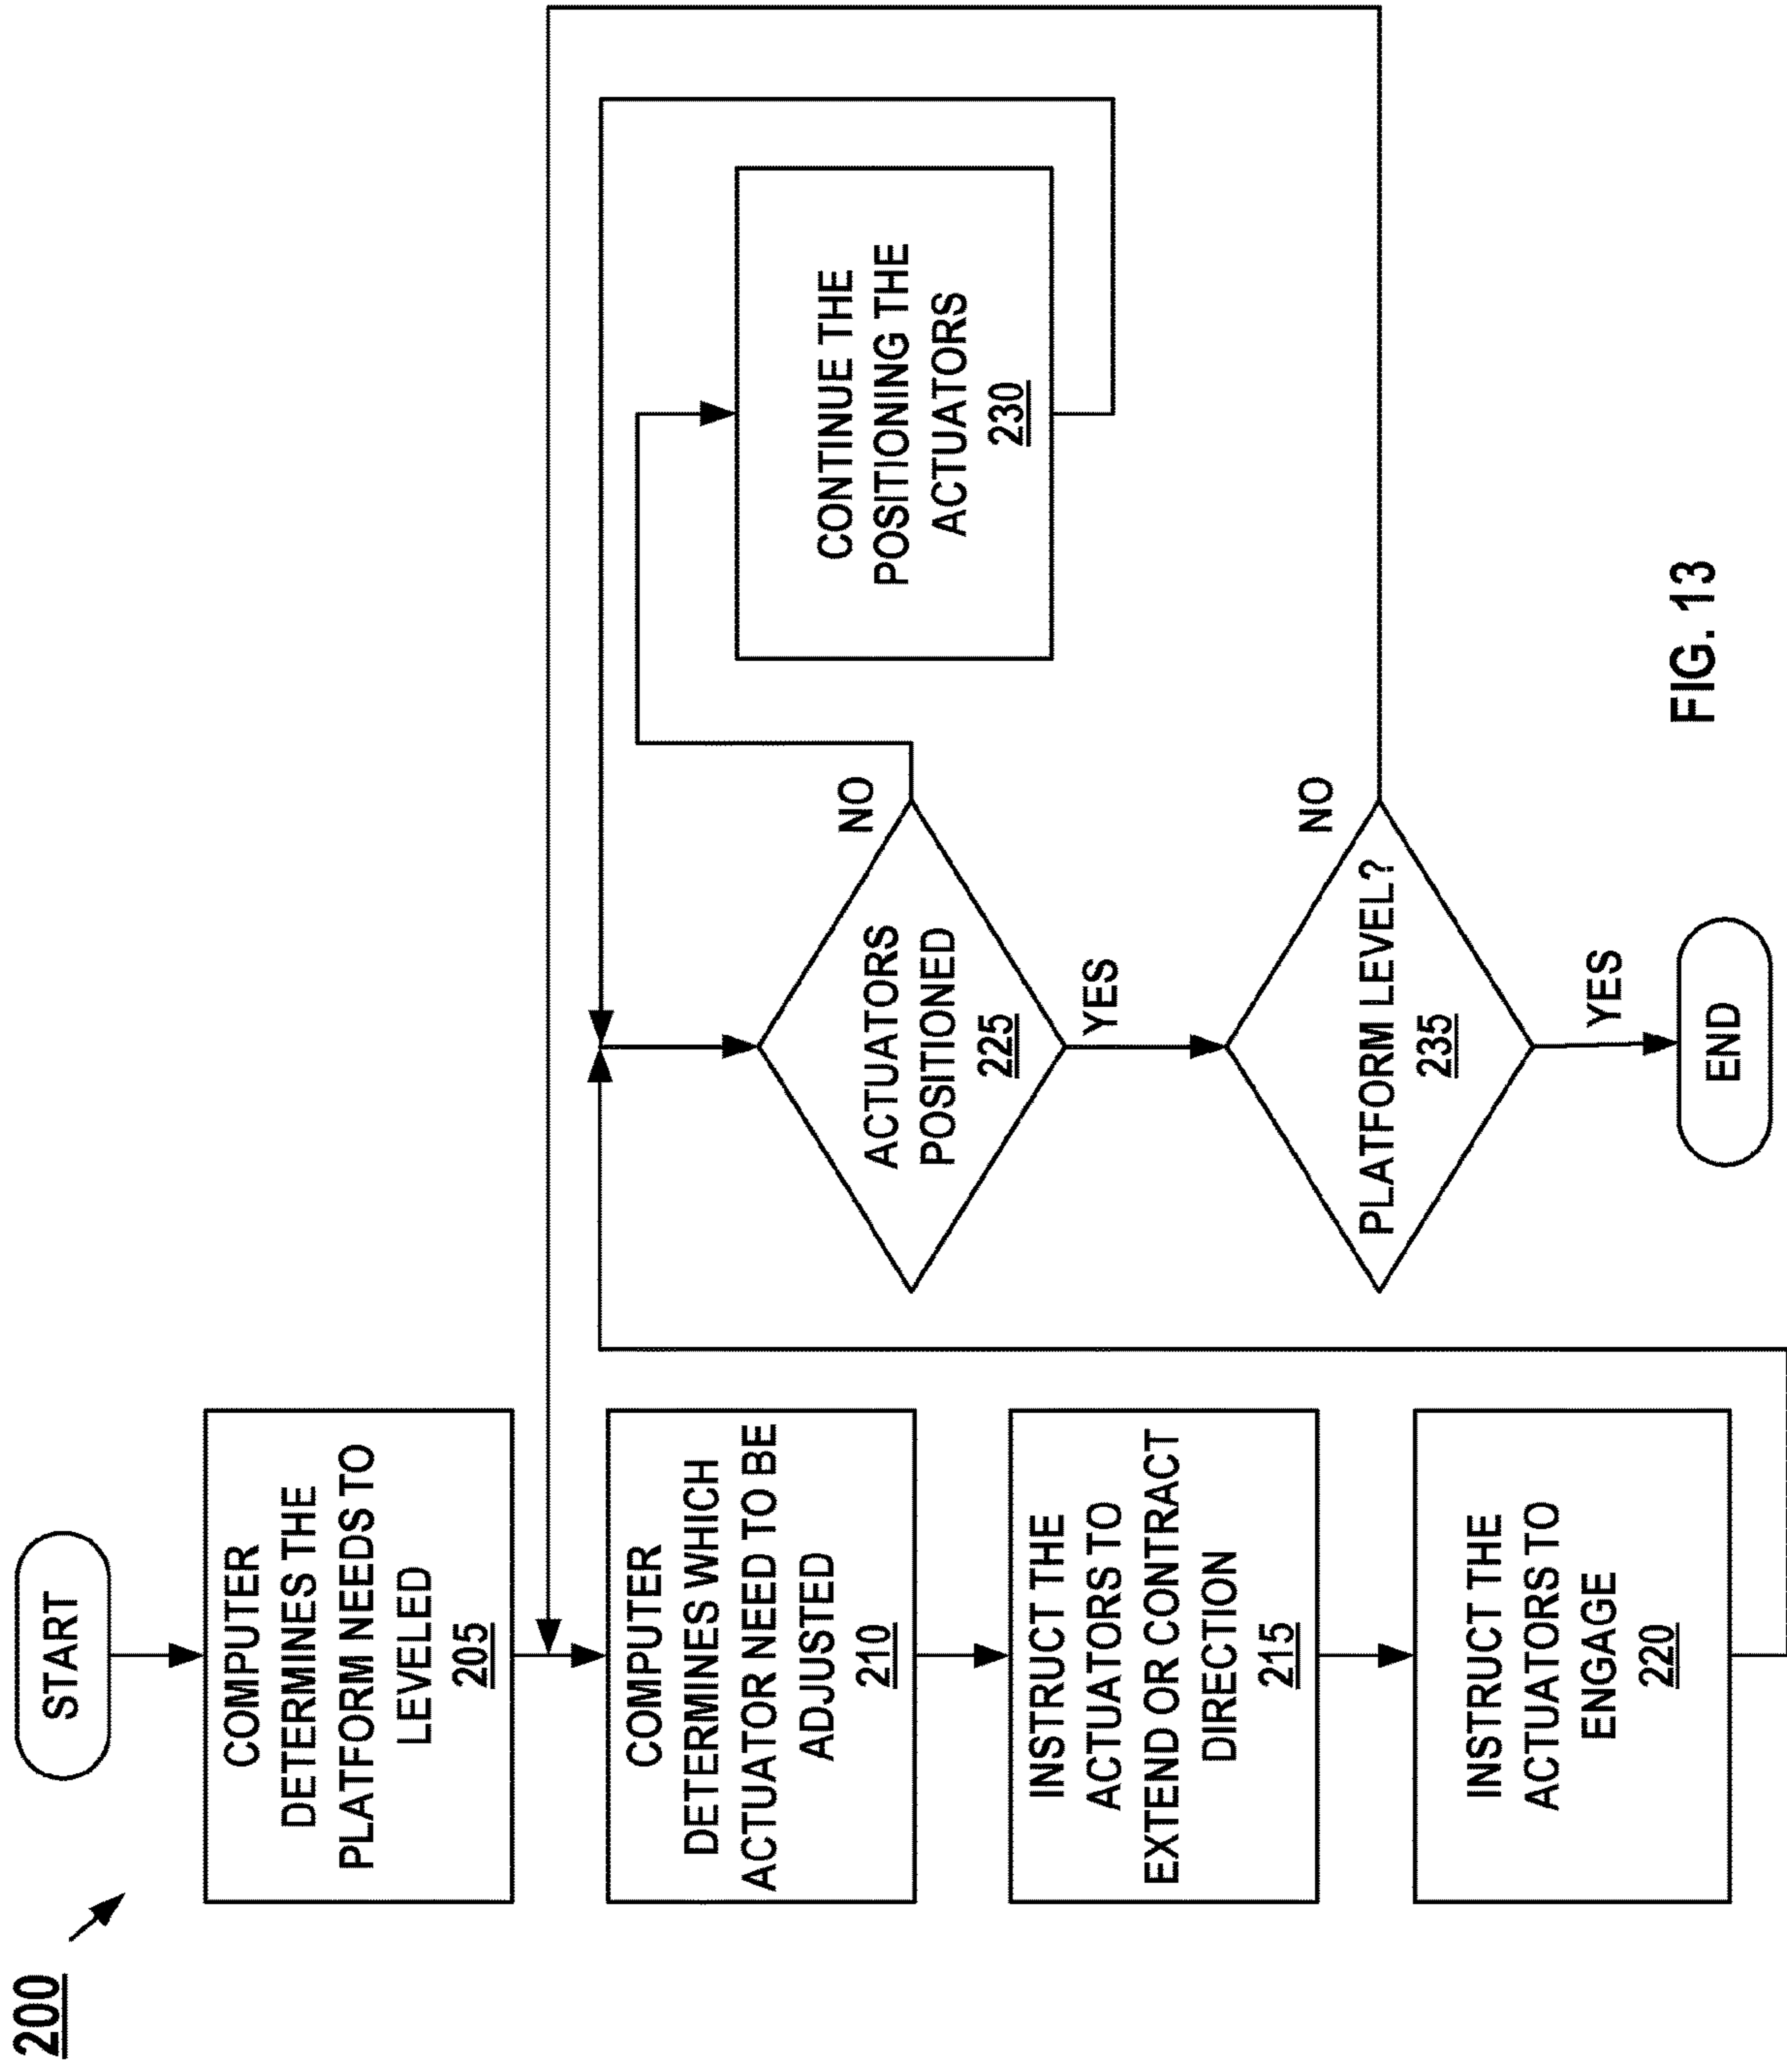 200
START
COMPUTER
DETERMINES THE
PLATFORM NEEDS TO
LEVELED
205
COMPUTER
DETERMINES WHICH
ACTUATOR NEED TO BE
ADJUSTED
210
INSTRUCT THE
ACTUATORS TO
EXTEND OR CONTRACT
DIRECTION
215
INSTRUCT THE
ACTUATORS TO
ENGAGE
220
ACTUATORS
POSITIONED
225
NO
YES
CONTINUE THE
POSITIONING THE
ACTUATORS
230
PLATFORM LEVEL?
235
NO
YES
END
FIG. 13